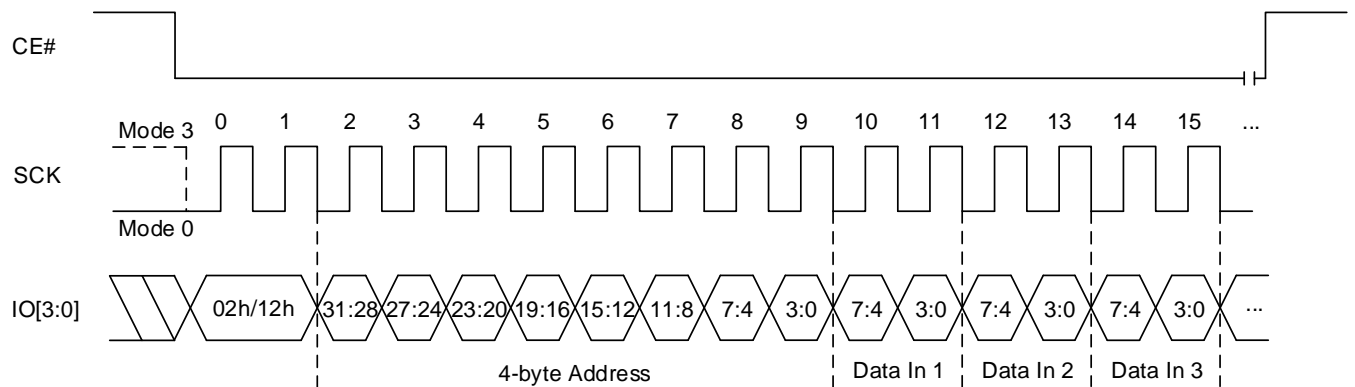 CE#
Mode 3 0 1 2 3 4 5 6 7 8 9 10 11 12 13 14 15 ...
SCK
Mode 0
IO[3:0] 02h/12h 31:28 27:24 23:20 19:16 15:12 11:8 7:4 3:0 7:4 3:0 7:4 3:0 7:4 3:0 ...
4-byte Address Data In 1 Data In 2 Data In 3